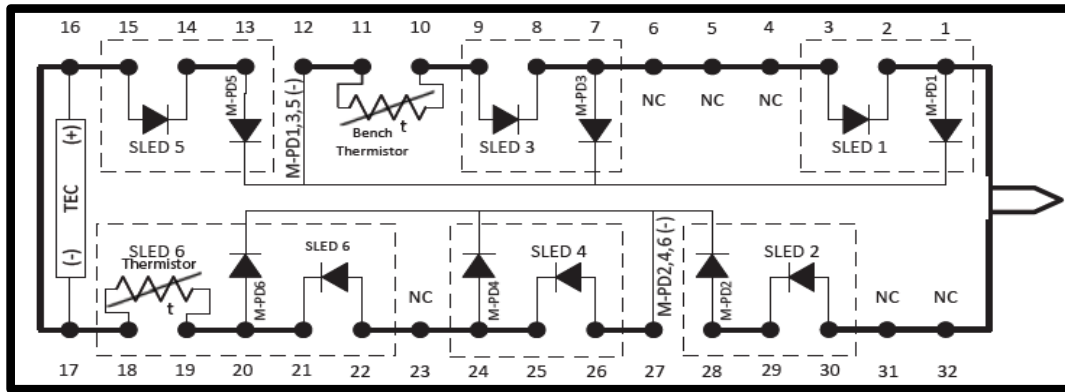 16 15 14 13 12 11 10 9 8 7 6 5 4 3 2 1
M-PD5
M-PD1,3,5 (-)
M-PD3
M-PD1
NC NC NC
(+)
TEC
(-)
SLED 5
t
Bench
Thermistor
SLED 3
SLED 1
SLED 6
Thermistor
t
M-PD6
SLED 6
NC
M-PD4
SLED 4
M-PD2,4,6 (-)
M-PD2
SLED 2
NC NC
17 18 19 20 21 22 23 24 25 26 27 28 29 30 31 32